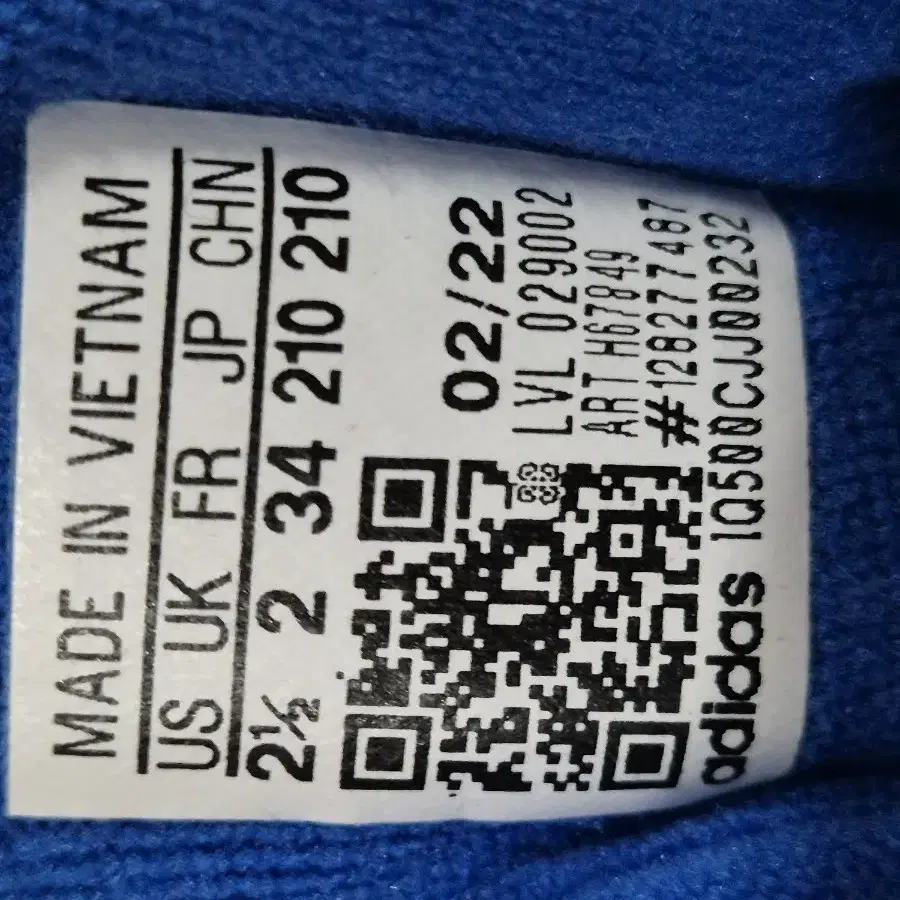 MADE IN VIETNAM
US UK FR JP CHN
2½ 2 34 210 210
02/22
LVL 029002
ART H67849
#128277487
adidas 1Q500CJJ00232